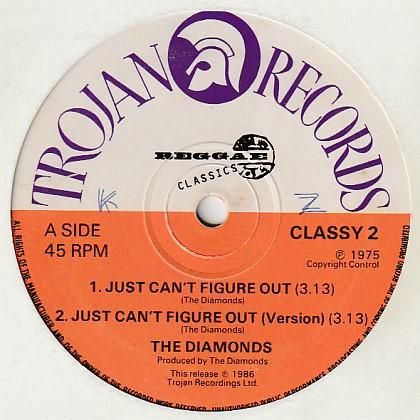 TROJAN RECORDS
REGGAE
CLASSICS
A SIDE
45 RPM
CLASSY 2
℗ 1975
Copyright Control
1. JUST CAN'T FIGURE OUT (3.13)
(The Diamonds)
2. JUST CAN'T FIGURE OUT (Version) (3.13)
(The Diamonds)
THE DIAMONDS
Produced by The Diamonds
This release ℗ 1986
Trojan Recordings Ltd.
ALL RIGHTS OF THE MANUFACTURER AND OF THE OWNER OF THE RECORDED WORK RESERVED UNAUTHORISED PUBLIC PERFORMANCE BROADCASTING AND COPYING OF THIS RECORD PROHIBITED